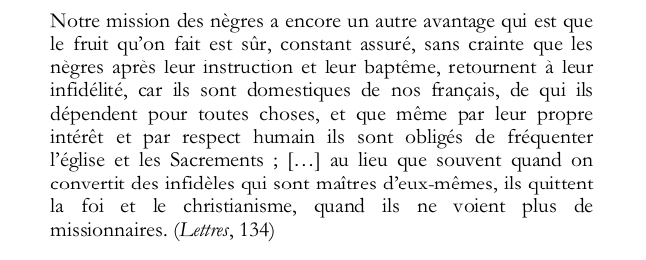 Notre mission des nègres a encore un autre avantage qui est que
le fruit qu'on fait est sûr, constant assuré, sans crainte que les
nègres après leur instruction et leur baptême, retournent à leur
infidélité, car ils sont domestiques de nos français, de qui ils
dépendent pour toutes choses, et que même par leur propre
intérêt et par respect humain ils sont obligés de fréquenter
l'église et les Sacrements ; […] au lieu que souvent quand on
convertit des infidèles qui sont maîtres d'eux-mêmes, ils quittent
la foi et le christianisme, quand ils ne voient plus de
missionnaires. (Lettres, 134)